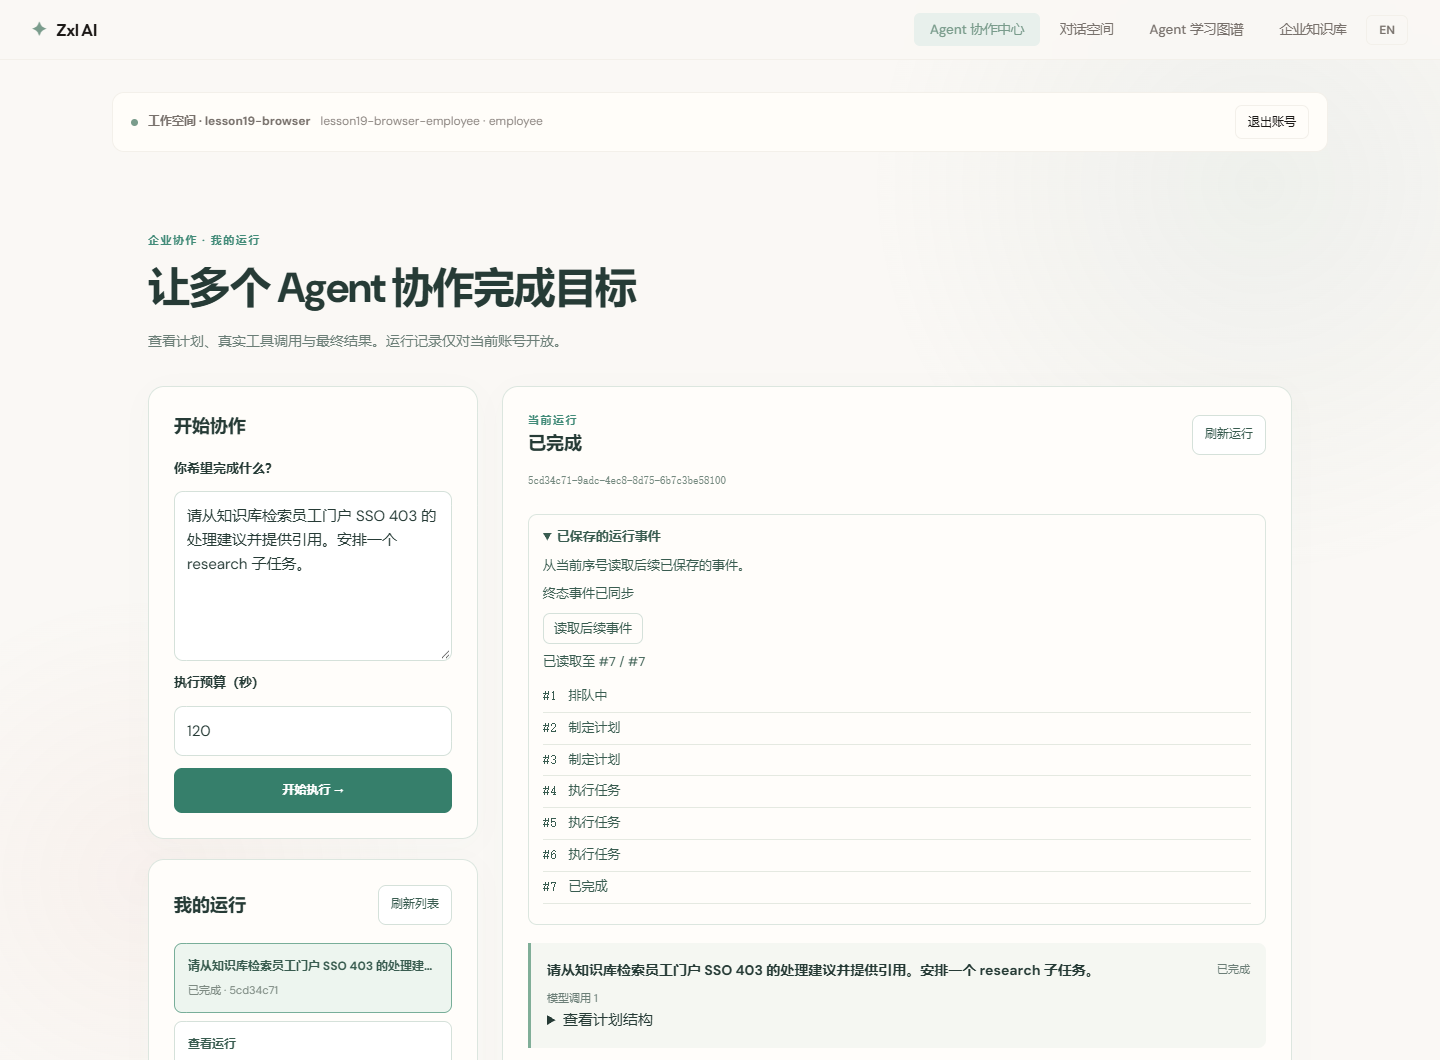 Zxl AI
Agent 协作中心
对话空间
Agent 学习图谱
企业知识库
EN
工作空间 · lesson19-browser lesson19-browser-employee · employee
退出账号
企业协作 · 我的运行
让多个 Agent 协作完成目标
查看计划、真实工具调用与最终结果。运行记录仅对当前账号开放。
开始协作
你希望完成什么？
请从知识库检索员工门户 SSO 403 的
处理建议并提供引用。安排一个
research 子任务。
执行预算（秒）
120
开始执行 →
我的运行
刷新列表
请从知识库检索员工门户 SSO 403 的处理建...
已完成 · 5cd34c71
查看运行
当前运行
已完成
刷新运行
5cd34c71-9adc-4ec8-8d75-6b7c3be58100
▼ 已保存的运行事件
从当前序号读取后续已保存的事件。
终态事件已同步
读取后续事件
已读取至 #7 / #7
#1 排队中
#2 制定计划
#3 制定计划
#4 执行任务
#5 执行任务
#6 执行任务
#7 已完成
请从知识库检索员工门户 SSO 403 的处理建议并提供引用。安排一个 research 子任务。
已完成
模型调用 1
▶ 查看计划结构